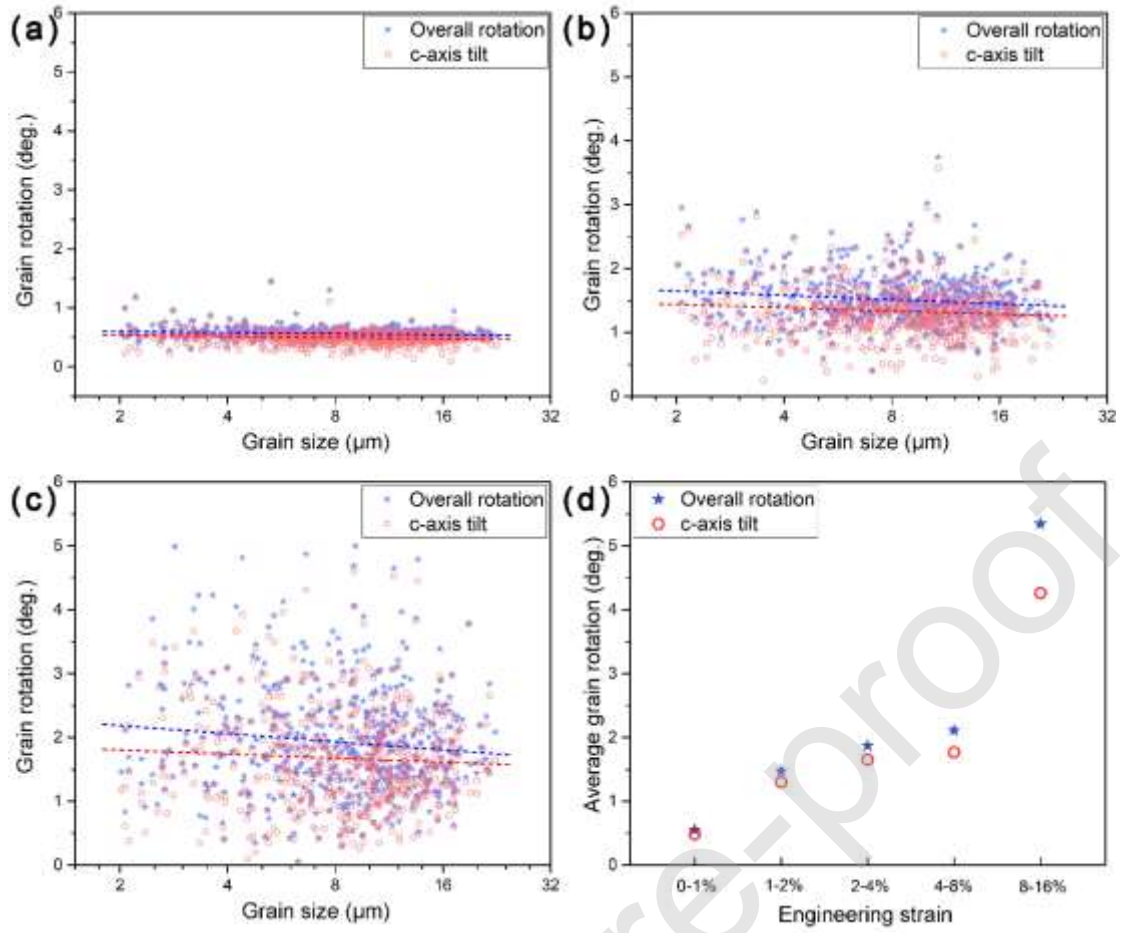 (a)
Overall rotation
c-axis tilt
Grain rotation (deg.)
6
5
4
3
2
1
0
2 4 8 16 32
Grain size (μm)
(b)
Overall rotation
c-axis tilt
Grain rotation (deg.)
6
5
4
3
2
1
0
2 4 8 16 32
Grain size (μm)
(c)
Overall rotation
c-axis tilt
Grain rotation (deg.)
6
5
4
3
2
1
0
2 4 8 16 32
Grain size (μm)
(d)
Overall rotation
c-axis tilt
Average grain rotation (deg.)
6
5
4
3
2
1
0
0-1% 1-2% 2-4% 4-8% 8-16%
Engineering strain
re-proof